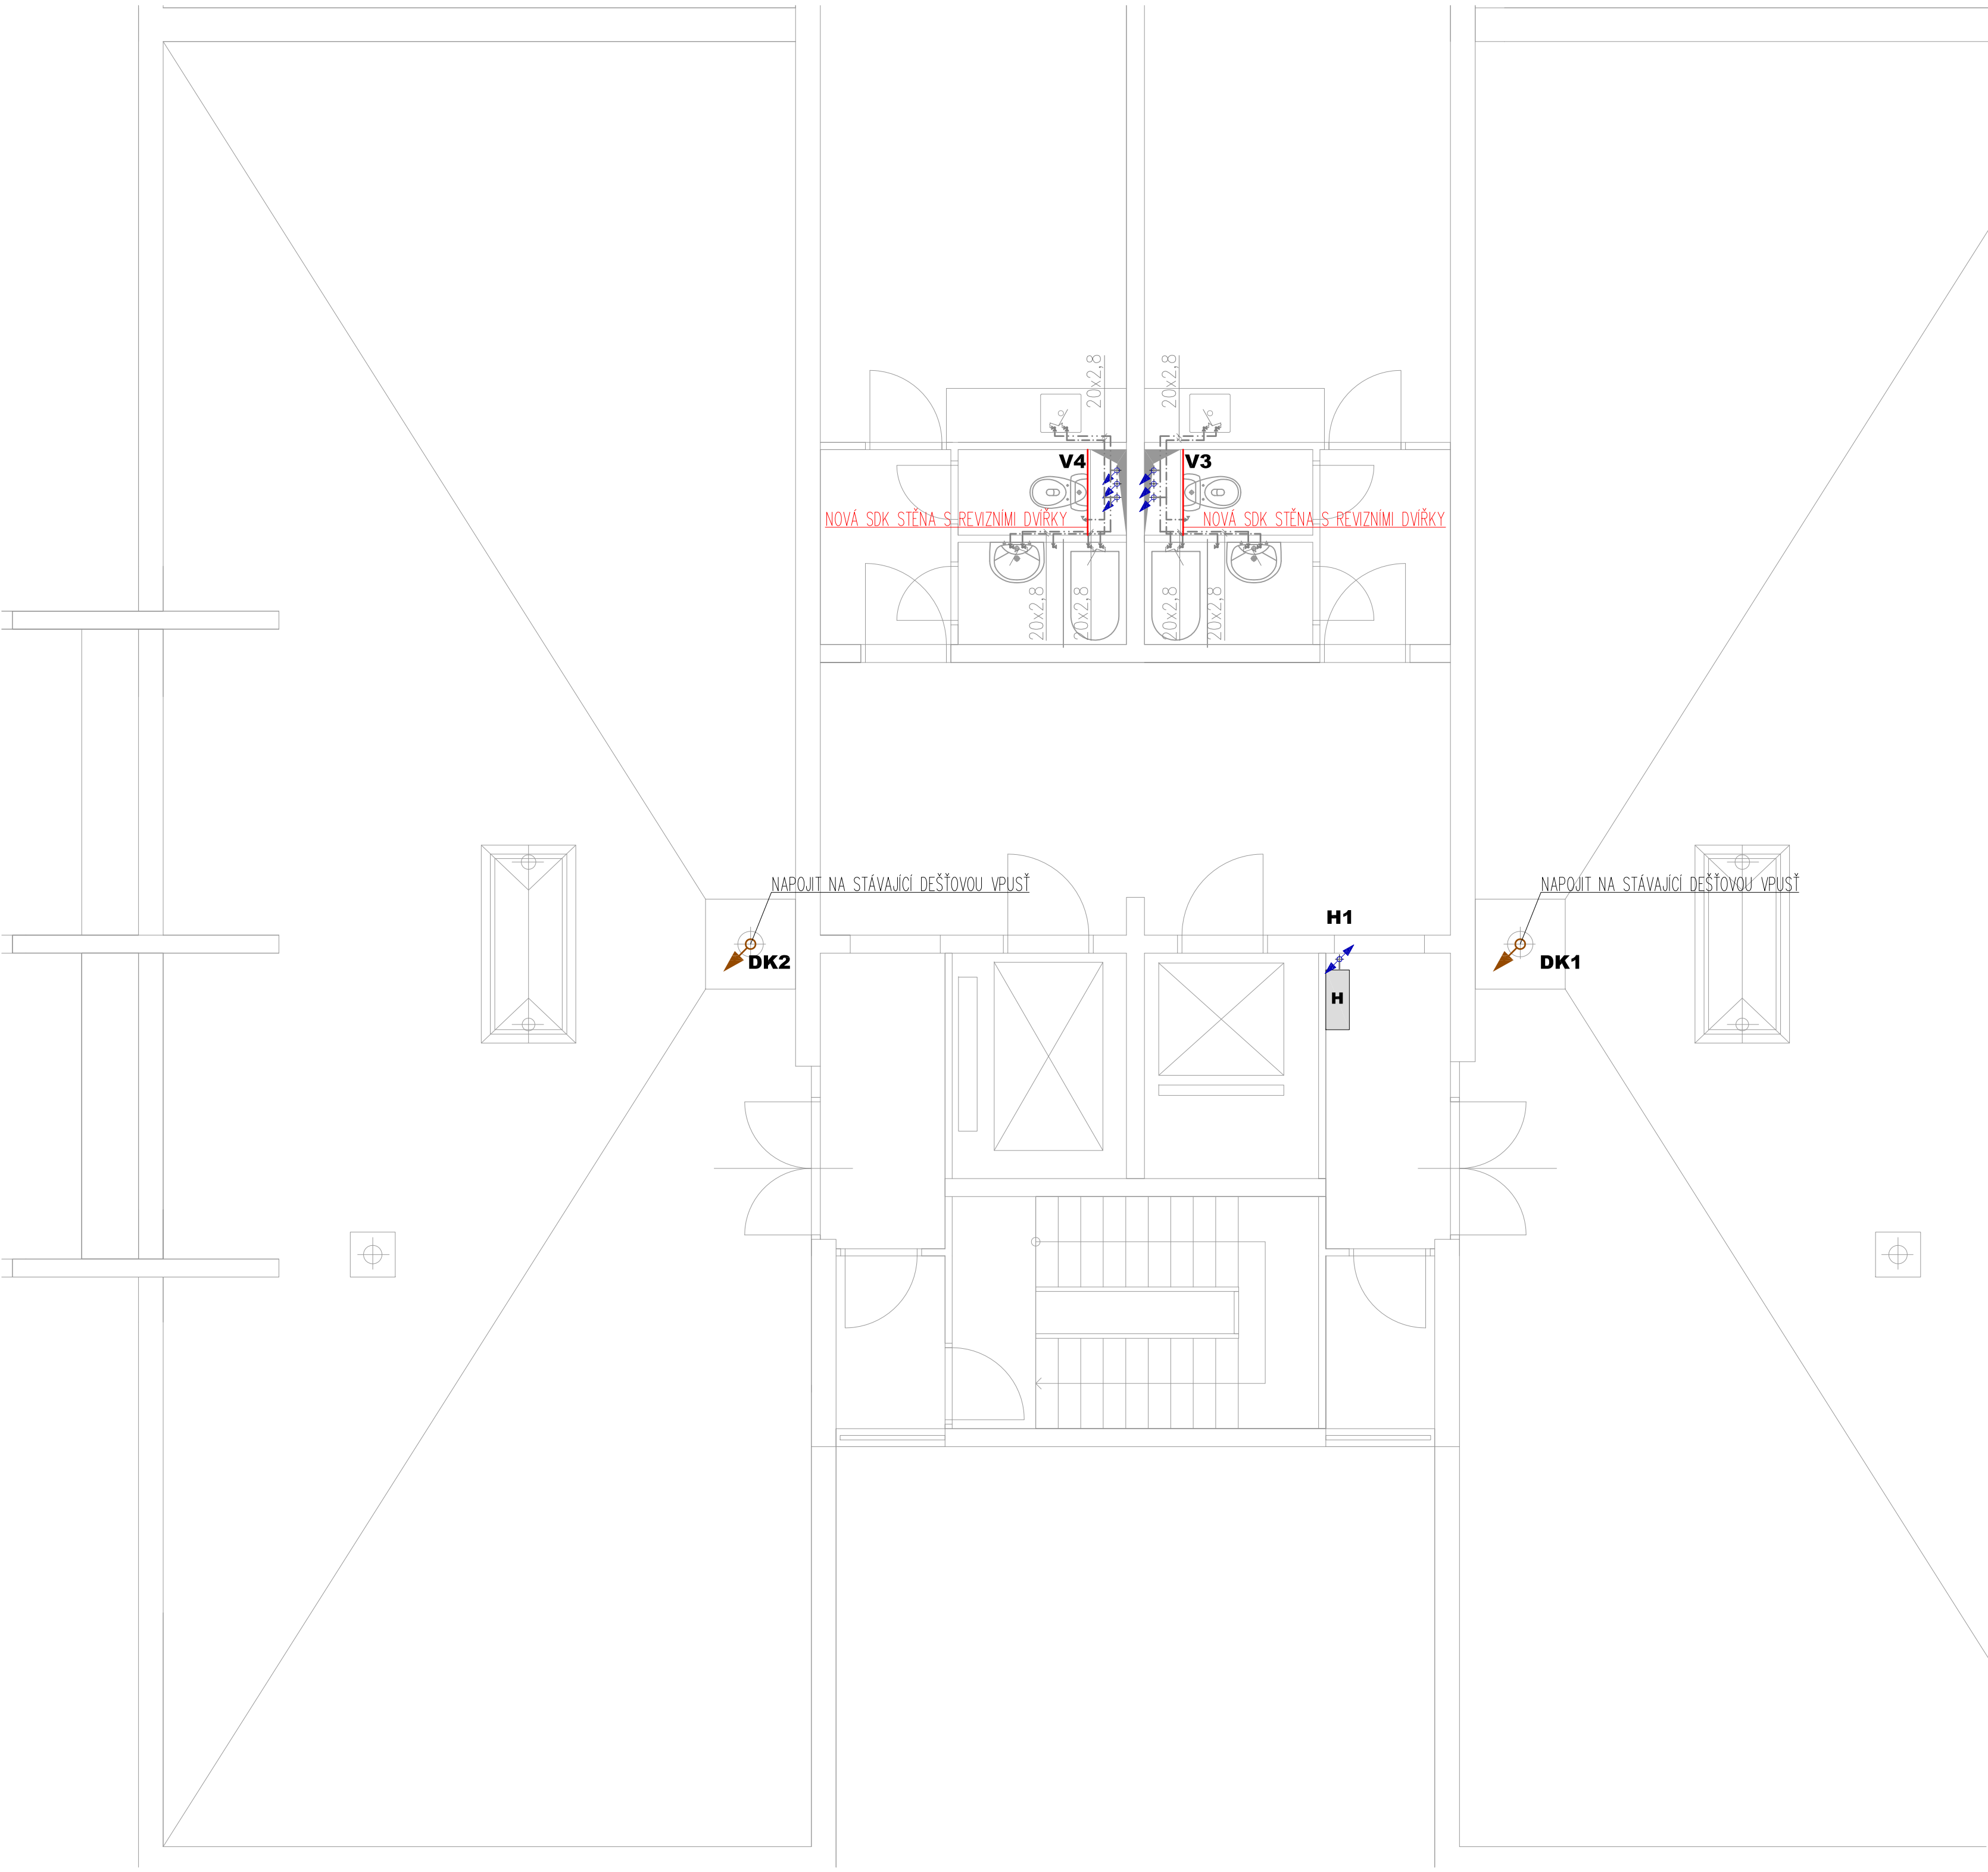 20x2,8
20x2,8
V4
V3
NOVÁ SDK STĚNA S REVIZNÍMI DVÍŘKY
NOVÁ SDK STĚNA S REVIZNÍMI DVÍŘKY
20x2,8
20x2,8
20x2,8
20x2,8
NAPOJIT NA STÁVAJÍCÍ DEŠŤOVOU VPUSŤ
NAPOJIT NA STÁVAJÍCÍ DEŠŤOVOU VPUSŤ
H1
DK2
DK1
H